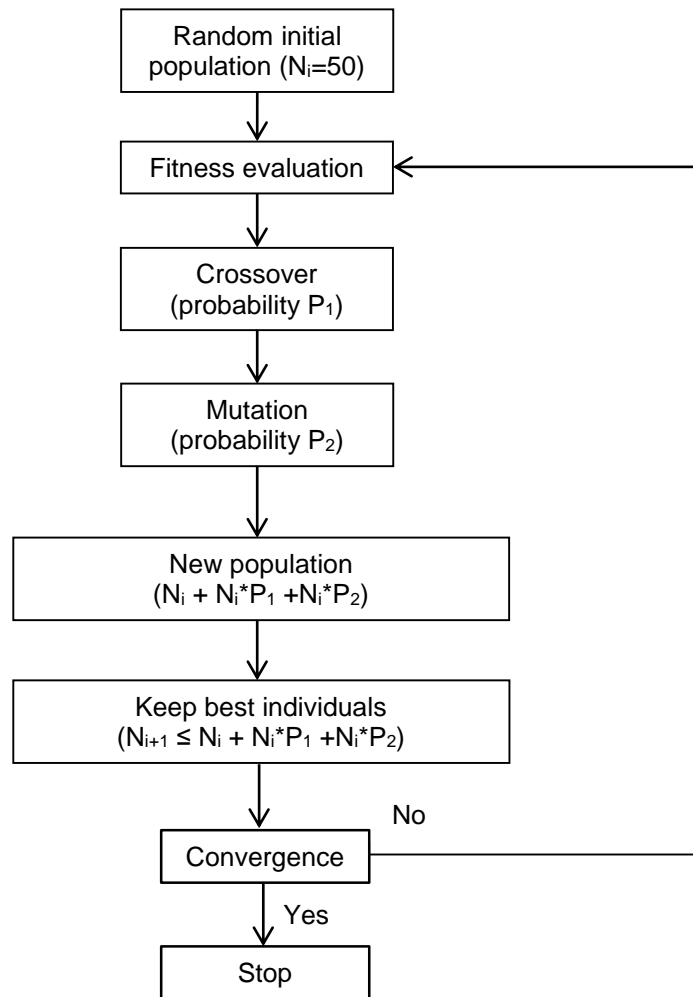 Random initial
population (Nᵢ=50)
Fitness evaluation
Crossover
(probability P₁)
Mutation
(probability P₂)
New population
(Nᵢ + Nᵢ*P₁ +Nᵢ*P₂)
Keep best individuals
(Nᵢ₊₁ ≤ Nᵢ + Nᵢ*P₁ +Nᵢ*P₂)
No
Convergence
Yes
Stop